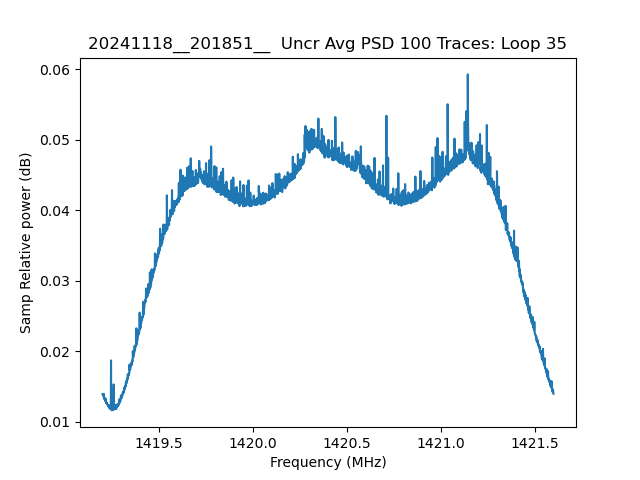 20241118__201851__  Uncr Avg PSD 100 Traces: Loop 35
Samp Relative power (dB)
0.06
0.05
0.04
0.03
0.02
0.01
1419.5 1420.0 1420.5 1421.0 1421.5
Frequency (MHz)